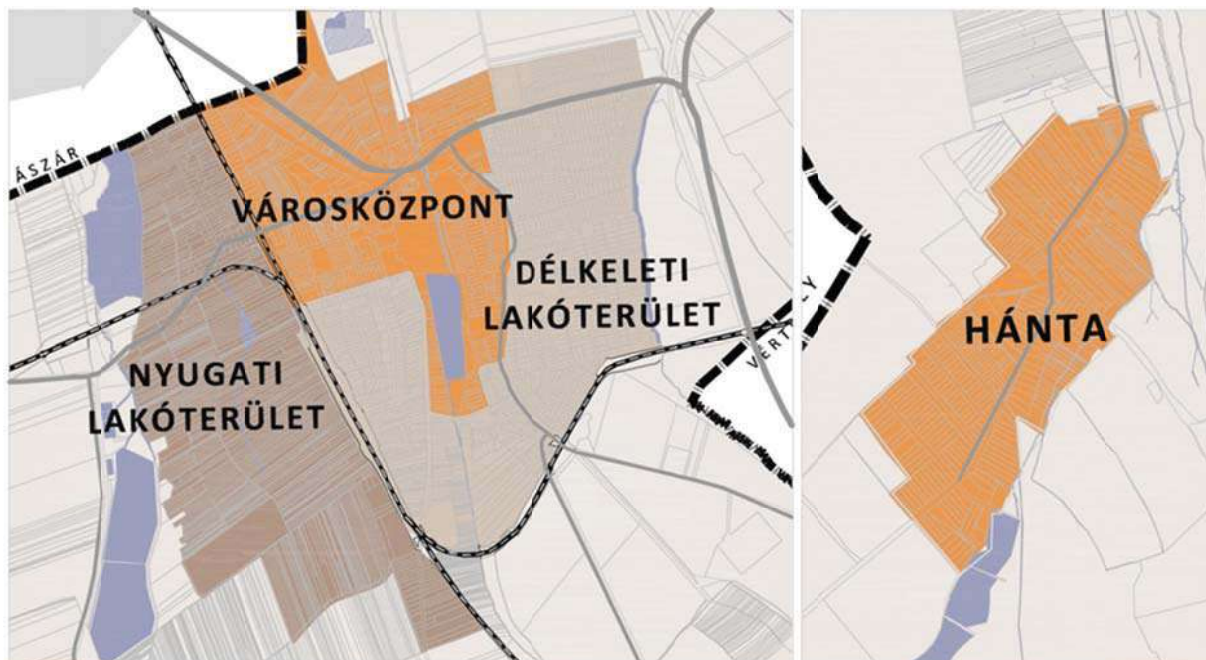 ÁSZÁR
VÁROSKÖZPONT
DÉLKELETI
LAKÓTERÜLET
NYUGATI
LAKÓTERÜLET
HÁNTA